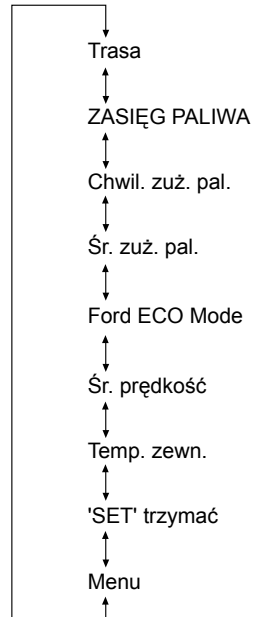 Trasa
ZASIĘG PALIWA
Chwil. zuż. pal.
Śr. zuż. pal.
Ford ECO Mode
Śr. prędkość
Temp. zewn.
'SET' trzymać
Menu